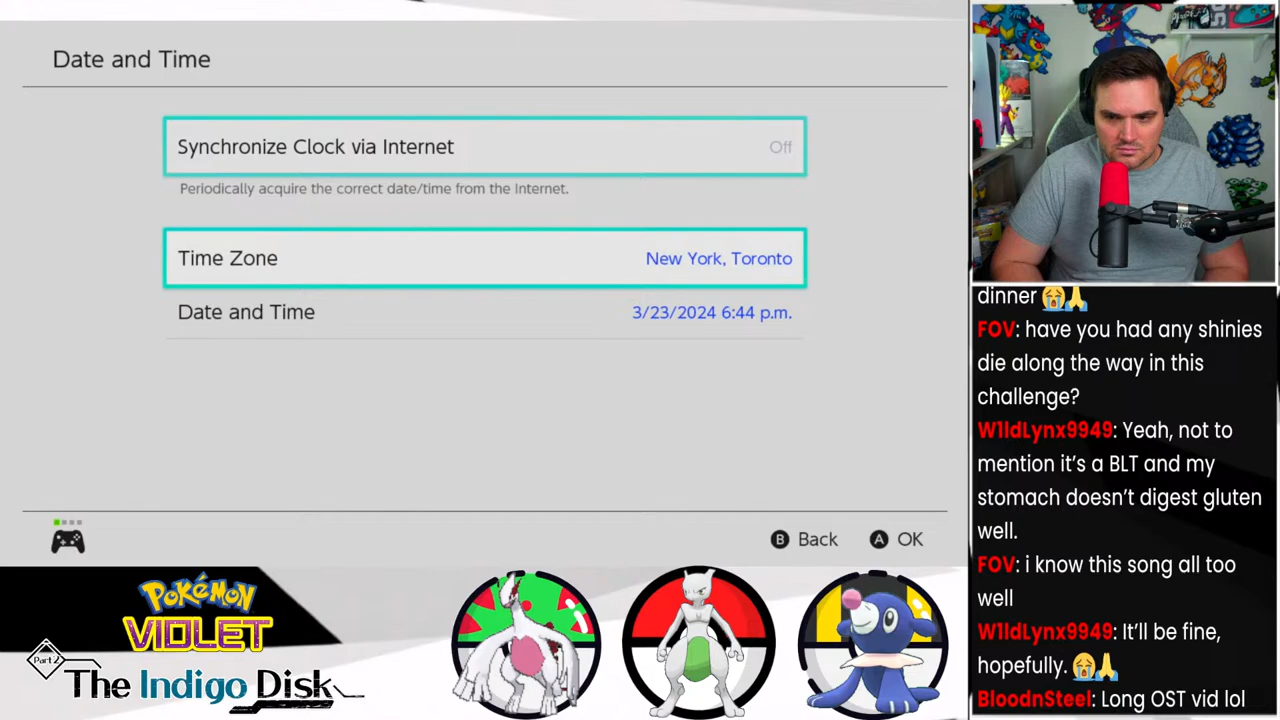 Date and Time
Synchronize Clock via Internet Off
Periodically acquire the correct date/time from the Internet.
Time Zone New York, Toronto
Date and Time 3/23/2024 6:44 p.m.
B Back A OK
Pokémon
VIOLET
Part 2
The Indigo Disk
dinner 😭🙏
FOV: have you had any shinies
die along the way in this
challenge?
W1ldLynx9949: Yeah, not to
mention it's a BLT and my
stomach doesn't digest gluten
well.
FOV: i know this song all too
well
W1ldLynx9949: It'll be fine,
hopefully. 😭🙏
BloodnSteel: Long OST vid lol